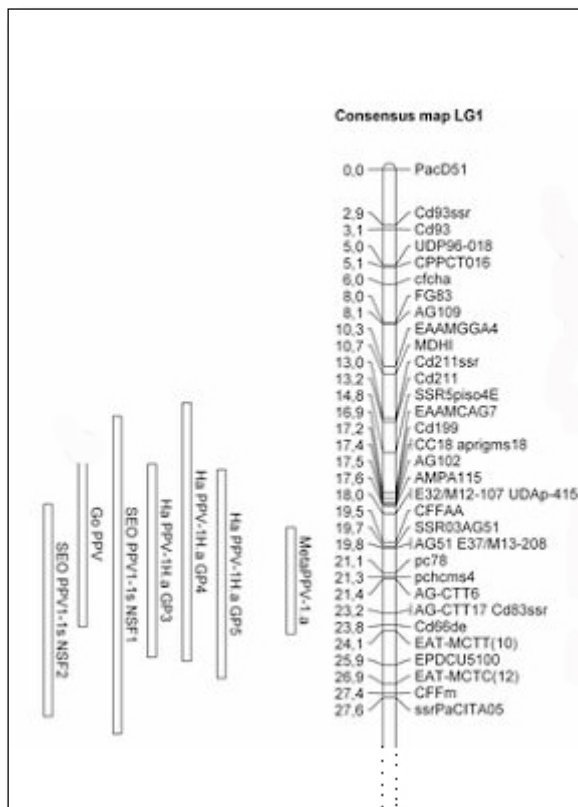 Consensus map LG1
0,0 PacD51
2,9 Cd93ssr
3,1 Cd93
5,0 UDP96-018
5,1 CPPCT016
6,0 cfcha
8,0 FG83
8,1 AG109
10,3 EAAMGGA4
10,7 MDHI
13,0 Cd211ssr
13,2 Cd211
14,8 SSR5piso4E
16,9 EAAMCAG7
17,2 Cd199
17,4 CC18 aprigms18
17,5 AG102
17,6 AMPA115
18,0 E32/M12-107 UDAp-415
19,5 CFFAA
19,7 SSR03AG51
19,8 AG51 E37/M13-208
21,1 pc78
21,3 pchcms4
21,4 AG-CTT6
23,2 AG-CTT17 Cd83ssr
23,8 Cd66de
24,1 EAT-MCTT(10)
25,9 EPDCU5100
26,9 EAT-MCTC(12)
27,4 CFFm
27,6 ssrPaCITA05
SEO PPV1-1s NSF2
Go PPV
SEO PPV1-1s NSF1
Ha PPV-1H.a GP3
Ha PPV-1H.a GP4
Ha PPV-1H.a GP5
MetaPPV-1.a